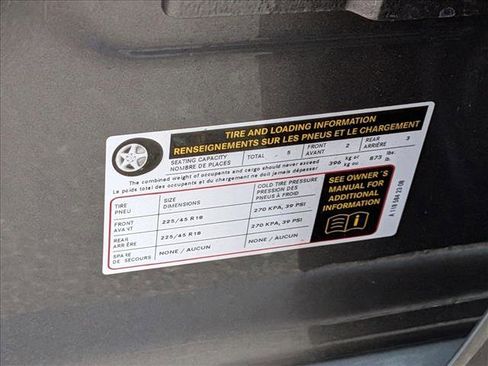 TIRE AND LOADING INFORMATION
RENSEIGNEMENTS SUR LES PNEUS ET LE CHARGEMENT
SEATING CAPACITY TOTAL - 5 FRONT 2 REAR 3
NOMBRE DE PLACES AVANT ARRIÈRE
The combined weight of occupants and cargo should never exceed 396 kg or 873 lbs.
Le poids total des occupants et du chargement ne doit jamais dépasser kg ou lb.
TIRE SIZE COLD TIRE PRESSURE
PNEU DIMENSIONS PRESSION DES
PNEUS À FROID
FRONT 225/45 R18 270 KPA, 39 PSI
AVANT
REAR 225/45 R18 270 KPA, 39 PSI
ARRIÈRE
SPARE NONE / AUCUN NONE / AUCUN
DE SECOURS
SEE OWNER'S
MANUAL FOR
ADDITIONAL
INFORMATION